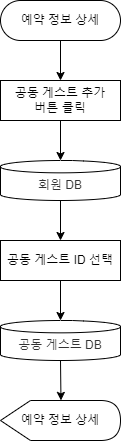 예약 정보 상세
공동 게스트 추가
버튼 클릭
회원 DB
공동 게스트 ID 선택
공동 게스트 DB
예약 정보 상세